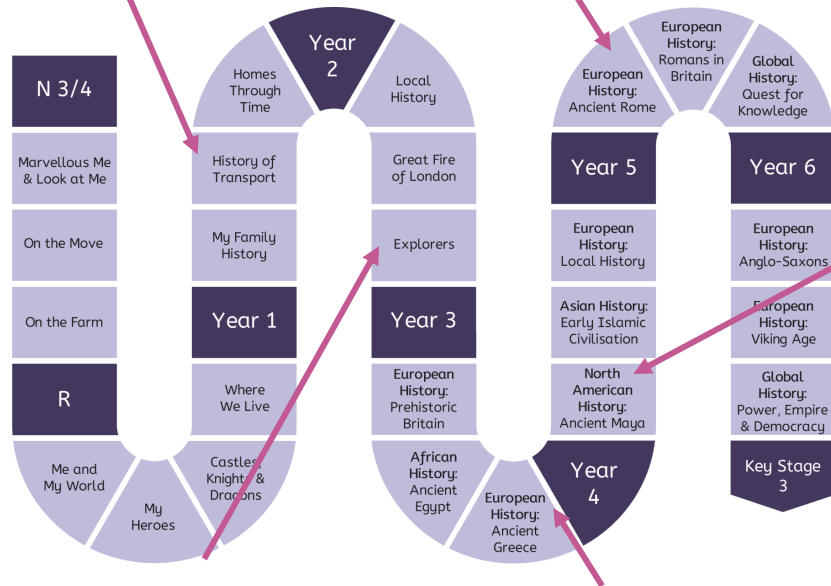 N 3/4
Marvellous Me
& Look at Me
On the Move
On the Farm
R
Me and
My World
My
Heroes
Castles,
Knights &
Dragons
Where
We Live
Year 1
My Family
History
History of
Transport
Homes
Through
Time
Year
2
Local
History
Great Fire
of London
Explorers
Year 3
European
History:
Prehistoric
Britain
African
History:
Ancient
Egypt
European
History:
Ancient
Greece
Year
4
North
American
History:
Ancient Maya
Asian History:
Early Islamic
Civilisation
European
History:
Local History
Year 5
European
History:
Ancient Rome
European
History:
Romans in
Britain
Global
History:
Quest for
Knowledge
Year 6
European
History:
Anglo-Saxons
European
History:
Viking Age
Global
History:
Power, Empire
& Democracy
Key Stage
3